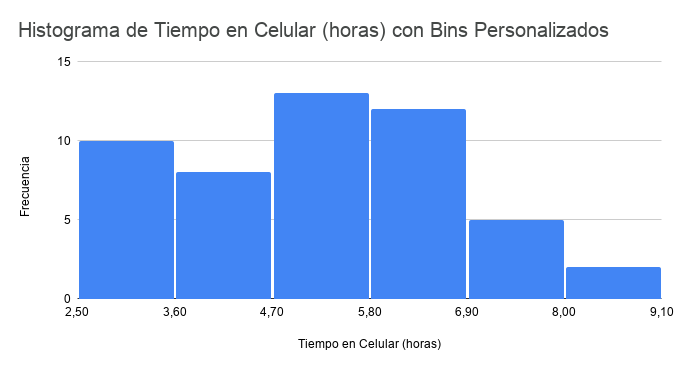 Histograma de Tiempo en Celular (horas) con Bins Personalizados
15
10
5
0
Frecuencia
2,50 3,60 4,70 5,80 6,90 8,00 9,10
Tiempo en Celular (horas)